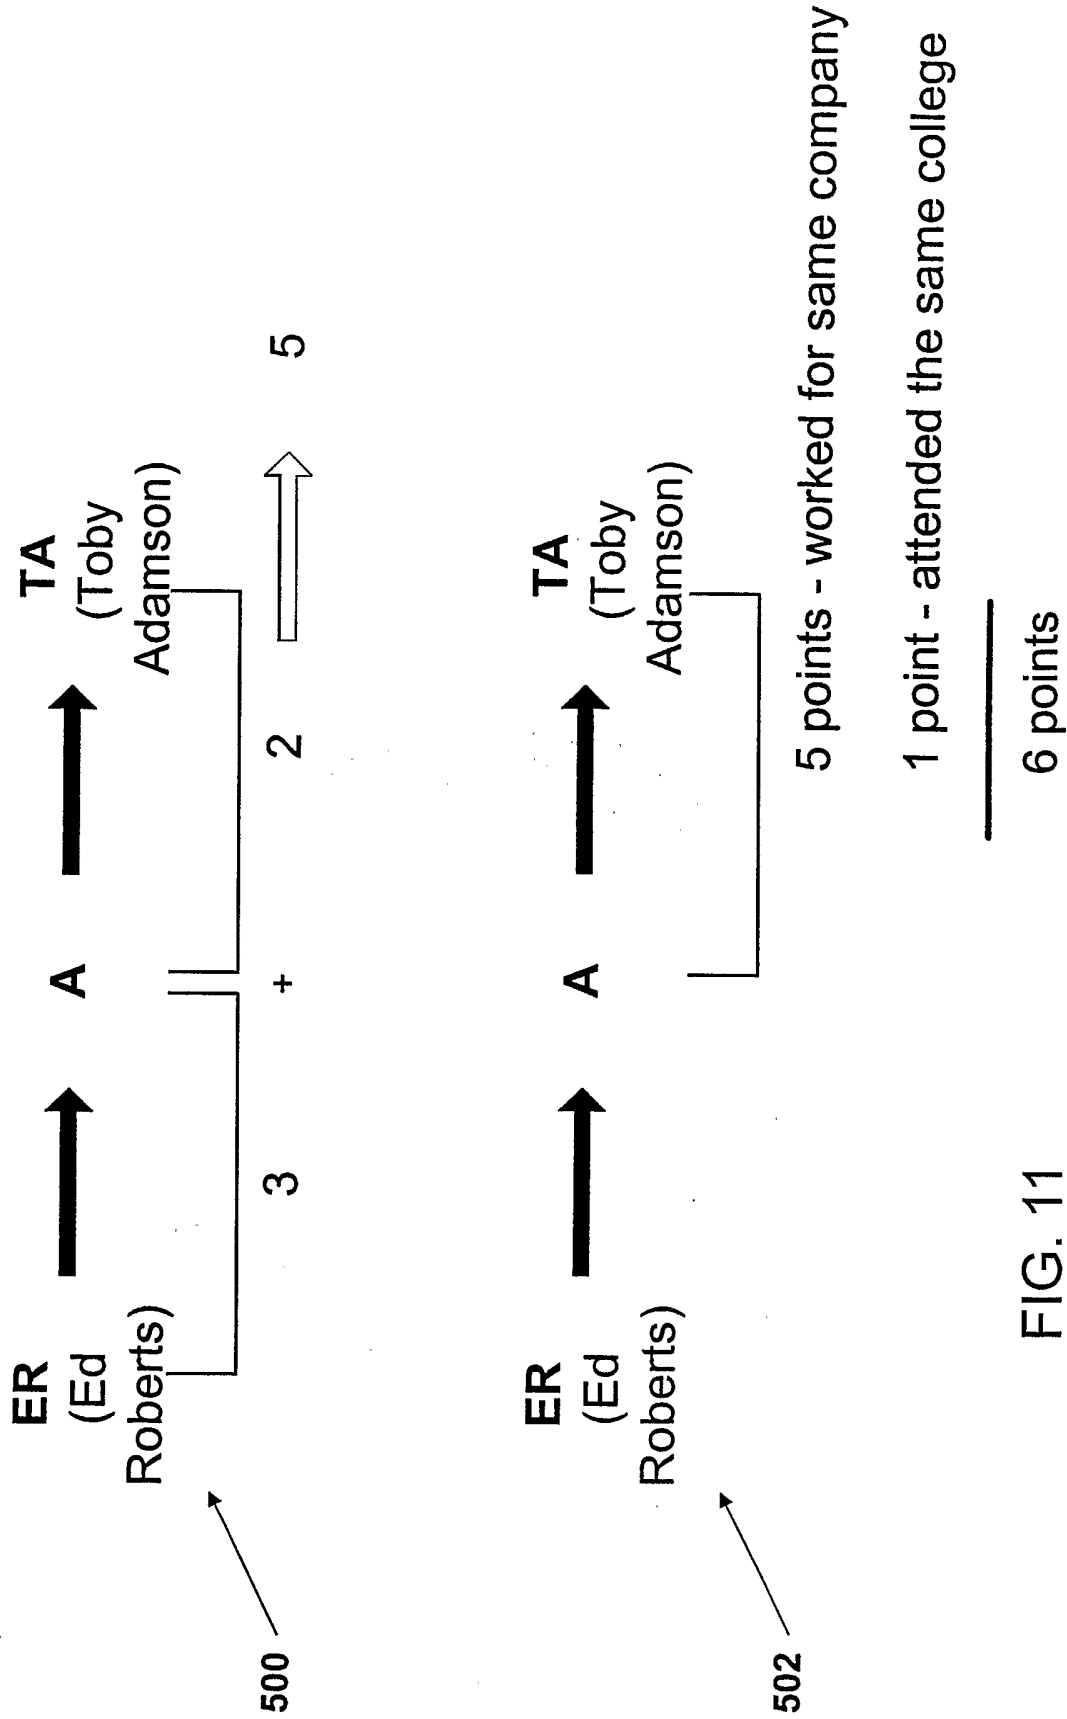 ER A TA
(Ed
Roberts)
(Toby
Adamson)
3 + 2 5
500
ER A TA
(Ed
Roberts)
(Toby
Adamson)
502
5 points - worked for same company
1 point - attended the same college
6 points
FIG. 11